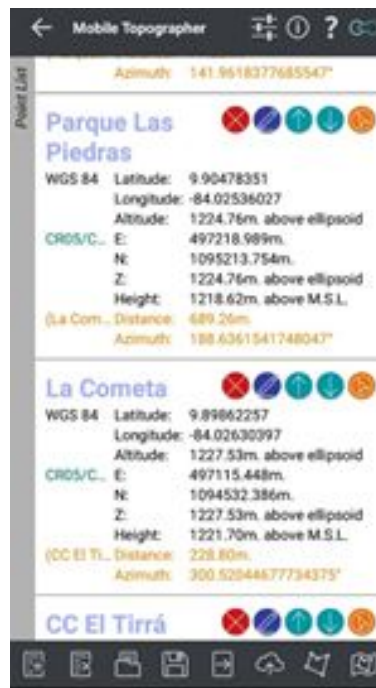 Mobile Topographer
Azimuth: 141.9618377685547°
Point List
Parque Las
Piedras
WGS 84 Latitude: 9.90478351
Longitude: -84.02536027
Altitude: 1224.76m. above ellipsoid
CR05/C... E: 497218.989m.
N: 1095213.754m.
Z: 1224.76m. above ellipsoid
Height: 1218.62m. above M.S.L.
(La Com... Distance: 689.26m.
Azimuth: 188.6361541748047°
La Cometa
WGS 84 Latitude: 9.89862257
Longitude: -84.02630397
Altitude: 1227.53m. above ellipsoid
CR05/C... E: 497115.448m.
N: 1094532.386m.
Z: 1227.53m. above ellipsoid
Height: 1221.70m. above M.S.L.
(CC El Ti... Distance: 228.80m.
Azimuth: 300.52044677734375°
CC El Tirrá